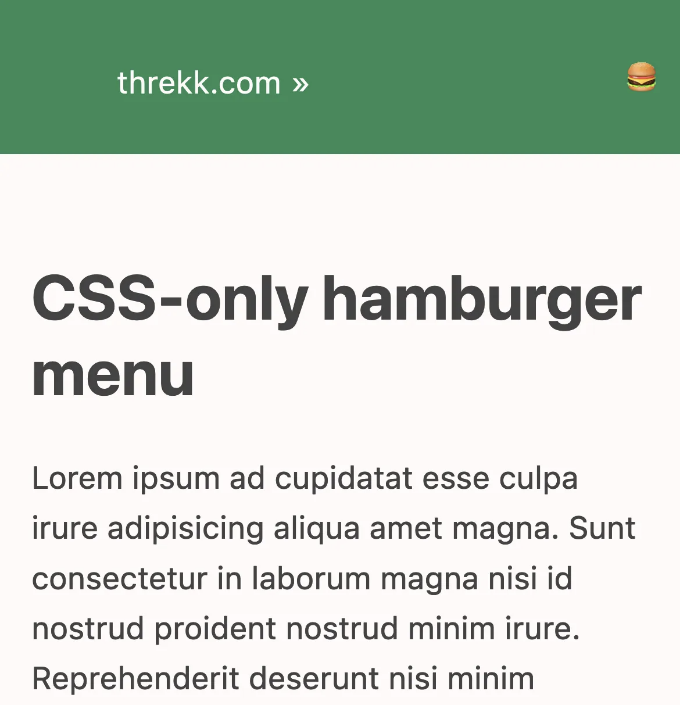 threkk.com »
CSS-only hamburger
menu
Lorem ipsum ad cupidatat esse culpa
irure adipisicing aliqua amet magna. Sunt
consectetur in laborum magna nisi id
nostrud proident nostrud minim irure.
Reprehenderit deserunt nisi minim